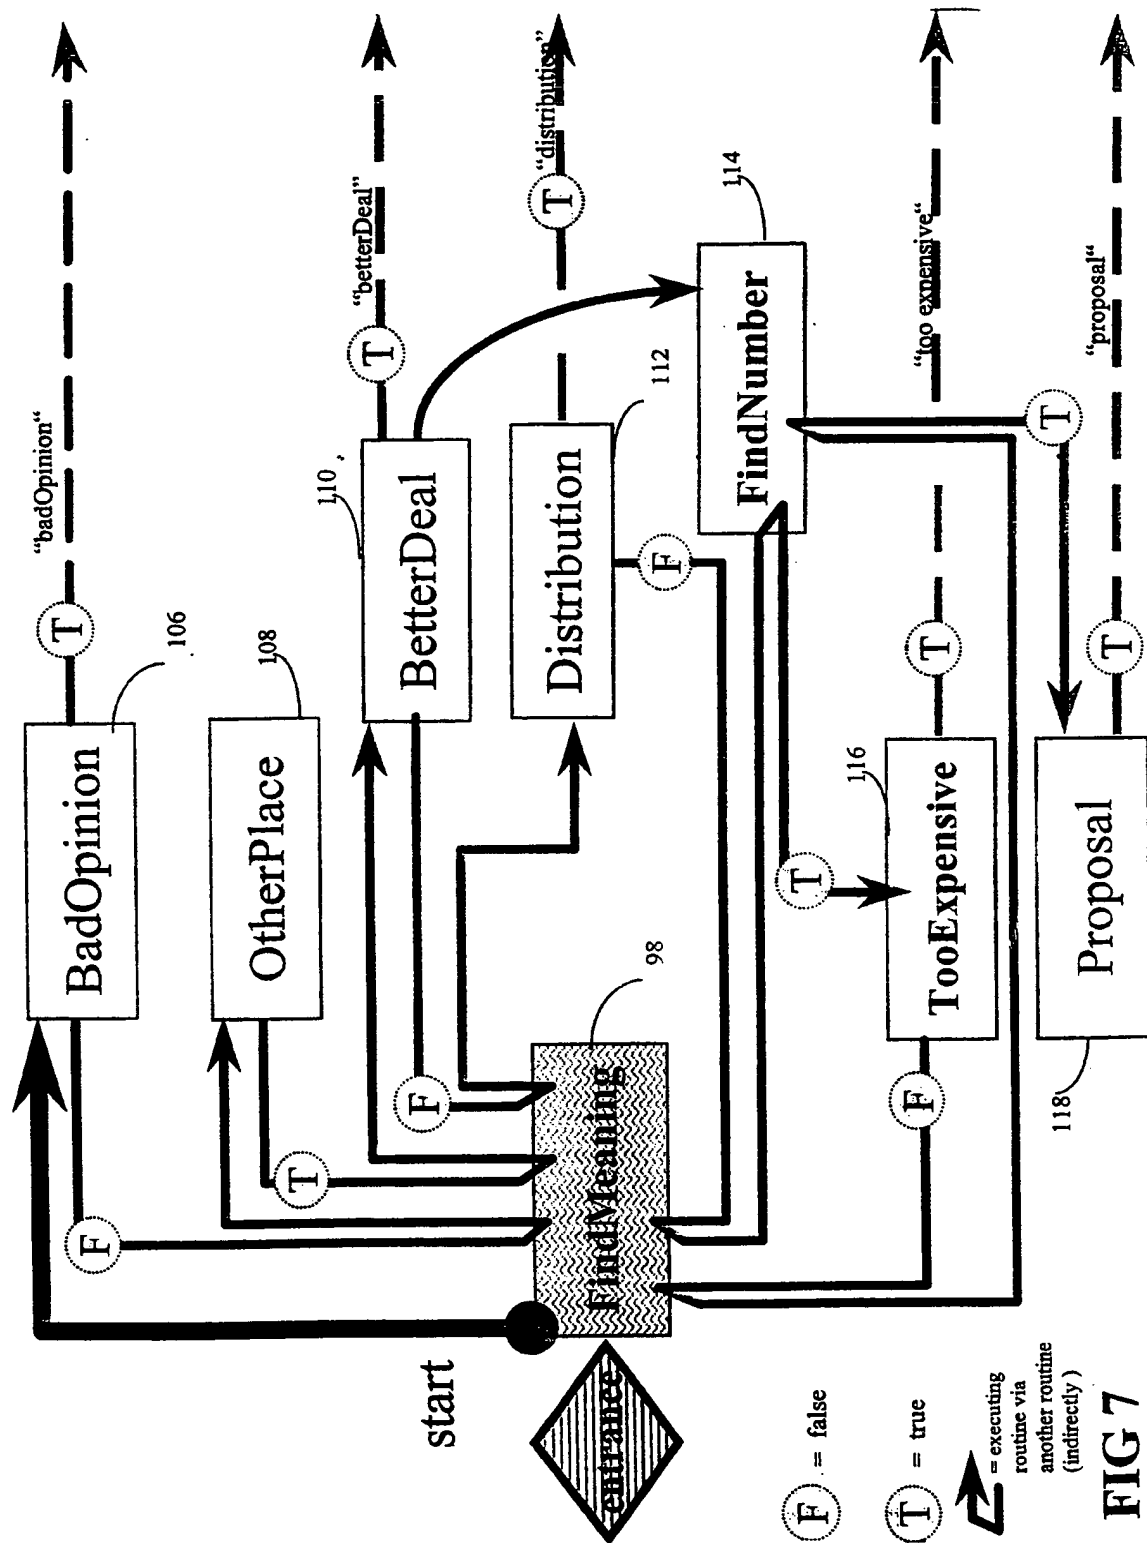 "badOpinion"
T
106
BadOpinion
F
108
OtherPlace
T
"betterDeal"
T
110
BetterDeal
F
"distribution"
T
112
Distribution
F
114
FindNumber
T
T
start
entrance
FindMeaning
98
"too expensive"
T
116
TooExpensive
F
"proposal"
T
Proposal
118
F = false
T = true
= executing
routine via
another routine
(indirectly)
FIG 7